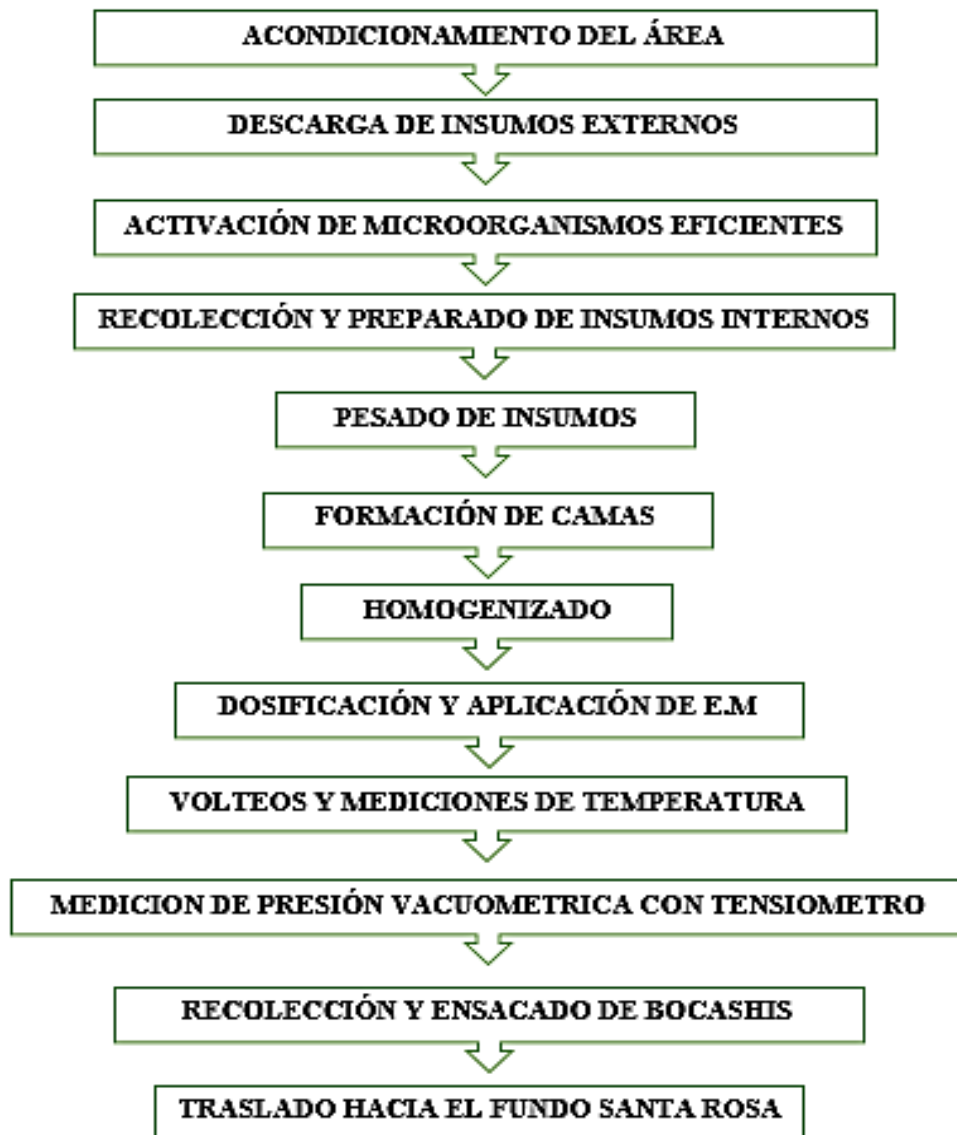 ACONDICIONAMIENTO DEL ÁREA
DESCARGA DE INSUMOS EXTERNOS
ACTIVACIÓN DE MICROORGANISMOS EFICIENTES
RECOLECCIÓN Y PREPARADO DE INSUMOS INTERNOS
PESADO DE INSUMOS
FORMACIÓN DE CAMAS
HOMOGENIZADO
DOSIFICACIÓN Y APLICACIÓN DE E.M
VOLTEOS Y MEDICIONES DE TEMPERATURA
MEDICION DE PRESIÓN VACUOMETRICA CON TENSIOMETRO
RECOLECCIÓN Y ENSACADO DE BOCASHIS
TRASLADO HACIA EL FUNDO SANTA ROSA